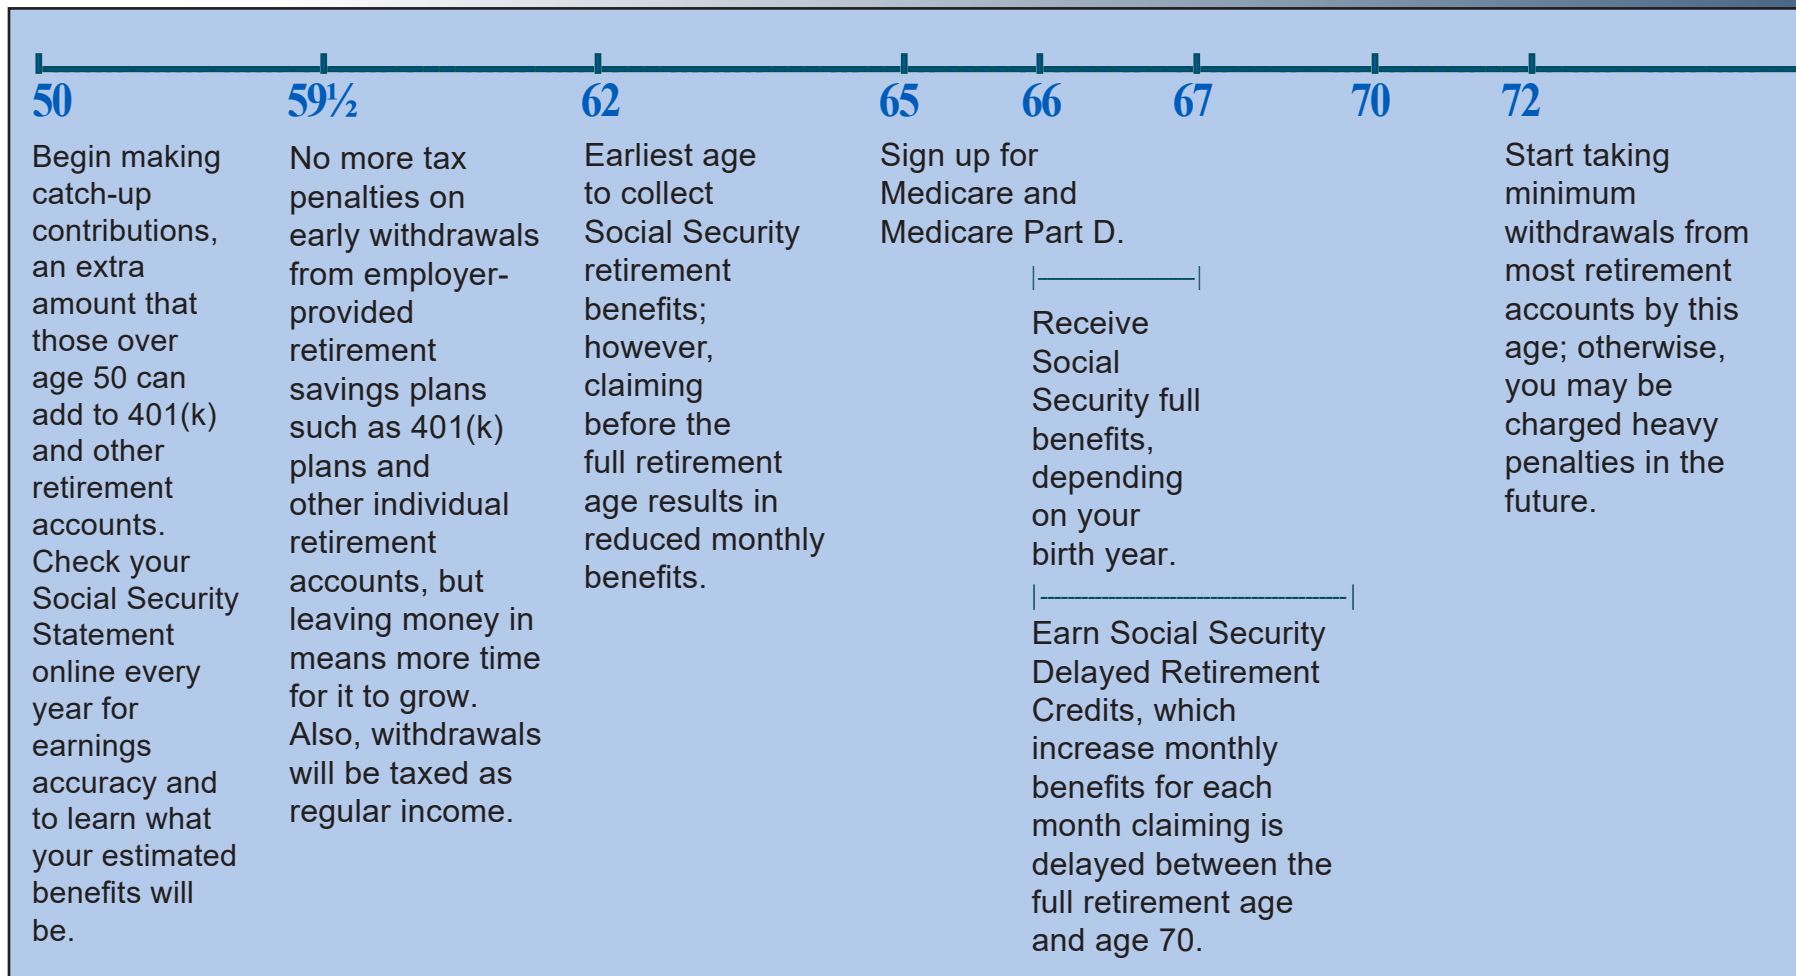 50
Begin making
catch-up
contributions,
an extra
amount that
those over
age 50 can
add to 401(k)
and other
retirement
accounts.
Check your
Social Security
Statement
online every
year for
earnings
accuracy and
to learn what
your estimated
benefits will
be.
59½
No more tax
penalties on
early withdrawals
from employer-
provided
retirement
savings plans
such as 401(k)
plans and
other individual
retirement
accounts, but
leaving money in
means more time
for it to grow.
Also, withdrawals
will be taxed as
regular income.
62
Earliest age
to collect
Social Security
retirement
benefits;
however,
claiming
before the
full retirement
age results in
reduced monthly
benefits.
65
Sign up for
Medicare and
Medicare Part D.
66
67
Receive
Social
Security full
benefits,
depending
on your
birth year.
70
Earn Social Security
Delayed Retirement
Credits, which
increase monthly
benefits for each
month claiming is
delayed between the
full retirement age
and age 70.
72
Start taking
minimum
withdrawals from
most retirement
accounts by this
age; otherwise,
you may be
charged heavy
penalties in the
future.